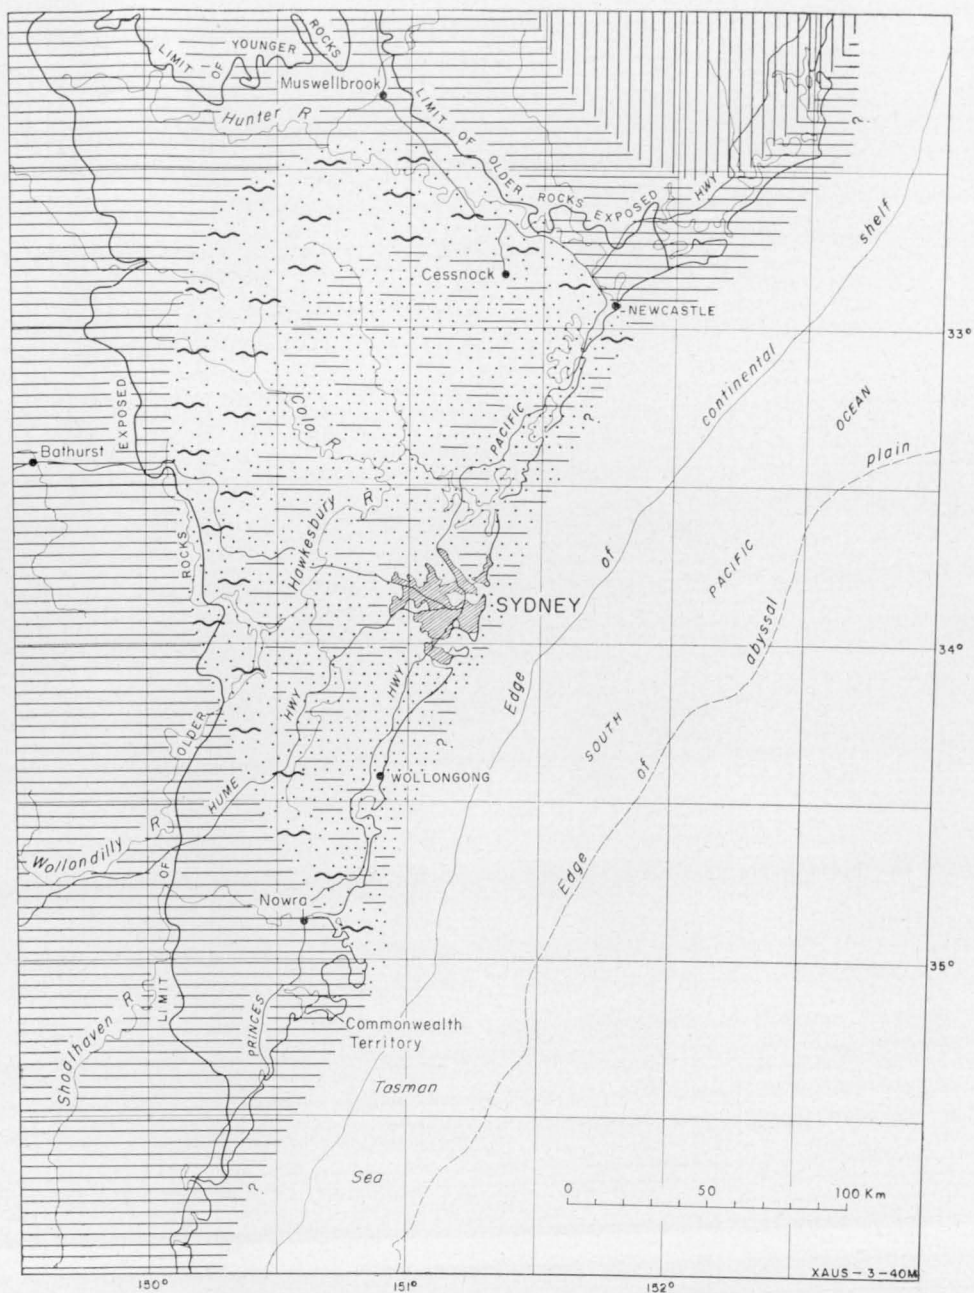 LIMIT OF YOUNGER ROCKS
Muswellbrook
Hunter R
LIMIT OF OLDER ROCKS EXPOSED
HWY
?
shelf
Cessnock
NEWCASTLE
33°
continental
OCEAN
EXPOSED
Colo R
PACIFIC
?
plain
Bathurst
Hawkesbury R
of
ROCKS
PACIFIC
SYDNEY
abyssal
34°
HWY
HWY
Edge
OLDER
?
SOUTH
of
HUME
WOLLONGONG
Wollondilly R
OF
Edge
Nowra
35°
LIMIT
Shoalhaven R
PRINCES
Commonwealth
Territory
Tasman
Sea
?
0 50 100 Km
XAUS-3-40M
150° 151° 152°